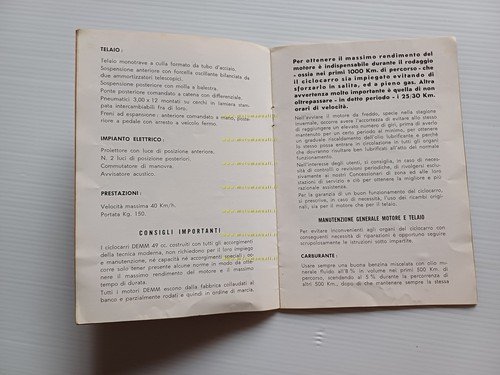 TELAIO:
Telaio monotrave a culla formato da tubo d'acciaio.
Sospensione anteriore con forcella oscillante bilanciata da
due ammortizzatori telescopici.
Sospensione posteriore con molla a balestra.
Ponte posteriore comandato a catena con differenziale.
Pneumatici 3,00x12 montati su cerchi in lamiera stam-
pata intercambiabili fra di loro.
Freni ad espansione: anteriore comando a mano, poste-
riore a pedale con arresto a veicolo fermo.
IMPIANTO ELETTRICO:
Proiettore con luce di posizione anteriore.
N. 2 luci di posizione posteriori.
Commutatore di manovra.
Avvisatore acustico.
PRESTAZIONI:
Velocità massima 40 Km/h.
Portata Kg. 150.
CONSIGLI IMPORTANTI
I ciclocarri DEMM 49 cc. costruiti con tutti gli accorgimenti
della tecnica moderna, non richiedono per il loro impiego
e manutenzione, né capacità né accorgimenti speciali: oc-
corre solo tener presente alcune norme in modo da otte-
nere il massimo rendimento del motore e il massimo
tempo di durata.
Tutti i motori DEMM escono dalla fabbrica collaudati al
banco e parzialmente rodati e quindi in ordine di marcia.
Per ottenere il massimo rendimento del
motore è indispensabile durante il rodaggio
- ossia nei primi 1000 Km. di percorso - che
il ciclocarro sia impiegato evitando di
sforzarlo in salita, ed a pieno gas. Altra
avvertenza molto importante è quella di non
oltrepassare - in detto periodo - i 25/30 Km.
orari di velocità.
Nell'avviare il motore da freddo, specie nella stagione
invernale, occorre avere l'accortezza di evitare allo stesso
di raggiungere un elevato numero di giri, prima di averlo
mantenuto per un certo periodo al minimo, per ottenere
un graduale riscaldamento dell'olio lubrificante e perché
lo stesso possa entrare in circolazione in tutti gli organi
che dovranno risultare ben lubrificati all'atto del normale
funzionamento.
Nell'interesse degli utenti, si consiglia, in caso di neces-
sità di controlli o revisioni periodiche, di rivolgersi esclu-
sivamente ai nostri Concessionari di zona ed alle loro
stazioni di servizio e ciò per ottenere la migliore e più
razionale assistenza.
Per la garanzia di un buon funzionamento del ciclocarro,
si prescrive, in caso di necessità, l'uso dei ricambi origi-
nali, sia per il motore che per il telaio.
MANUTENZIONE GENERALE MOTORE E TELAIO
Per evitare inconvenienti agli organi del ciclocarro con
conseguenti necessità di riparazioni è opportuno seguire
scrupolosamente le istruzioni sotto impartite.
CARBURANTE:
Usare sempre una buona benzina miscelata con olio mi-
nerale fluido all'8% in volume nei primi 500 Km. di
percorso, scendendo al 5% durante la percorrenza di
altri 500 Km., dopo di che mantenere sempre la stessa